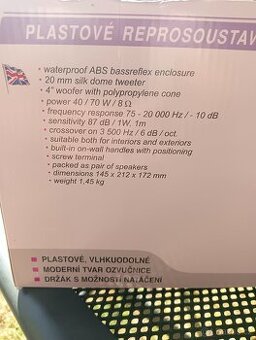 PLASTOVÉ REPROSOUSTAV
• waterproof ABS bassreflex enclosure
• 20 mm silk dome tweeter
• 4" woofer with polypropylene cone
• power 40 / 70 W / 8 Ω
• frequency response 75 - 20 000 Hz / - 10 dB
• sensitivity 87 dB / 1W, 1m
• crossover on 3 500 Hz / 6 dB / oct.
• suitable both for interiors and exteriors
• built-in on-wall handles with positioning
• screw terminal
• packed as pair of speakers
• dimensions 145 x 212 x 172 mm
• weight 1,45 kg
PLASTOVÉ, VLHKUODOLNÉ
MODERNÍ TVAR OZVUČNICE
DRŽÁK S MOŽNOSTÍ NATÁČENÍ